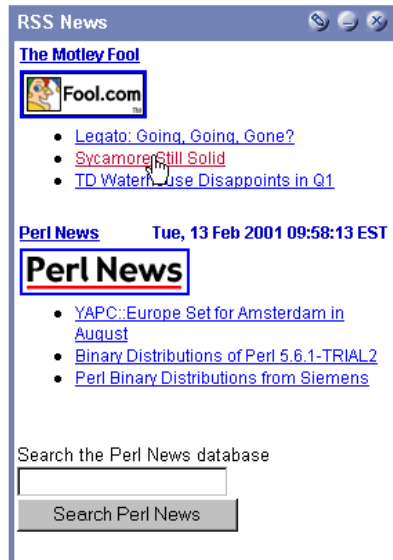 RSS News
The Motley Fool
Fool.com
TM
Legato: Going, Going, Gone?
Sycamore Still Solid
TD Waterhouse Disappoints in Q1
Perl News Tue, 13 Feb 2001 09:58:13 EST
Perl News
YAPC::Europe Set for Amsterdam in
August
Binary Distributions of Perl 5.6.1-TRIAL2
Perl Binary Distributions from Siemens
Search the Perl News database
Search Perl News